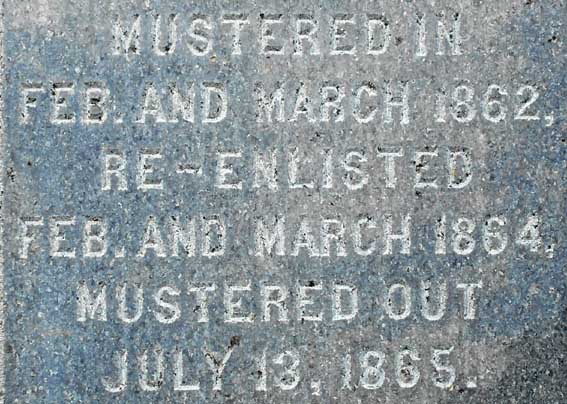 MUSTERED IN
FEB. AND MARCH 1862,
RE-ENLISTED
FEB. AND MARCH 1864.
MUSTERED OUT
JULY 13, 1865.